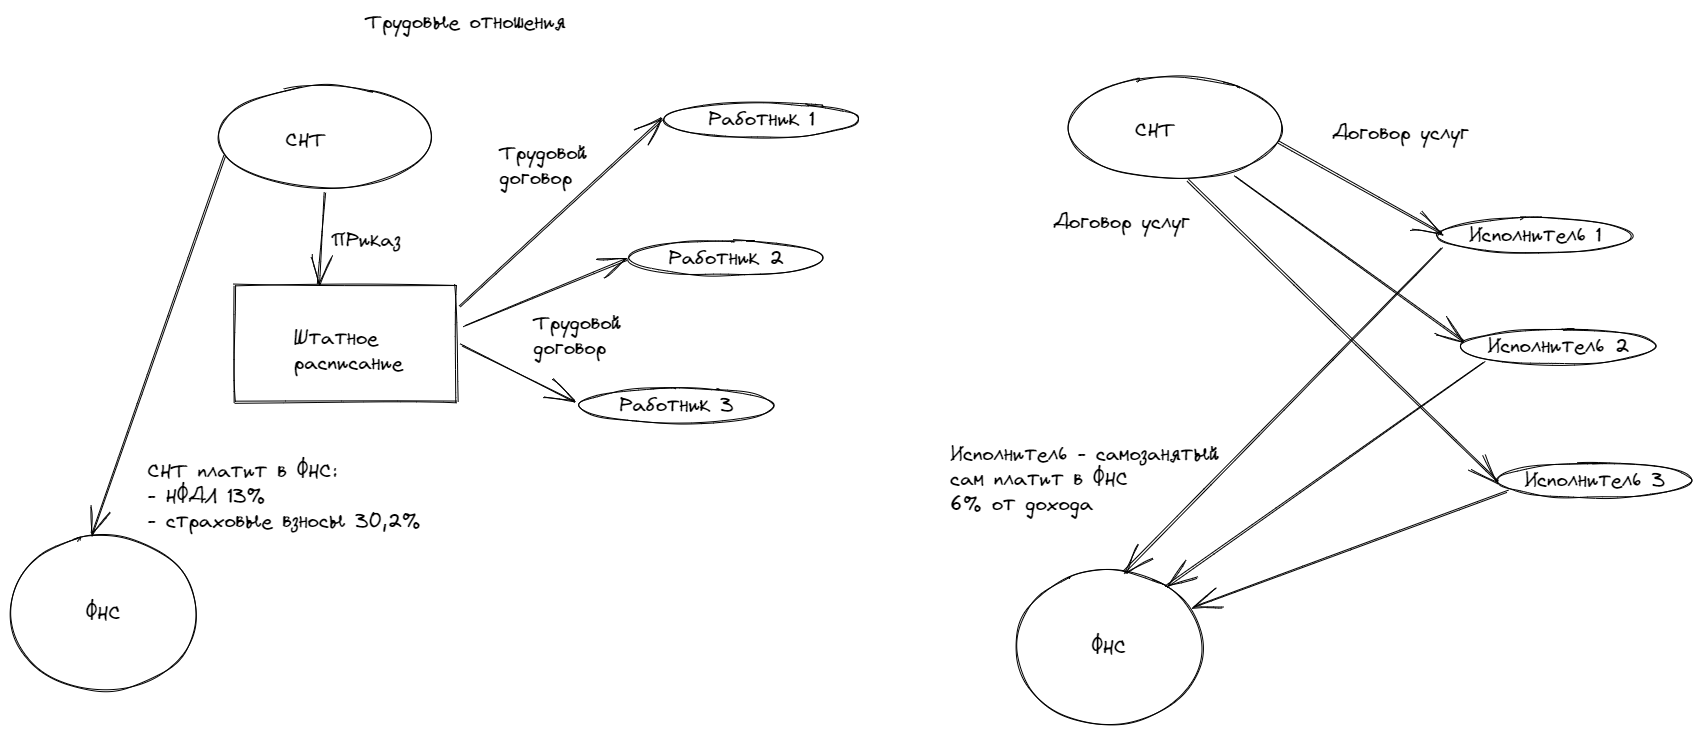 Трудовые отношения
СНТ
Работник 1
Трудовой
договор
ПРиказ
Работник 2
Штатное
расписание
Трудовой
договор
Работник 3
СНТ платит в ФНС:
- НФДЛ 13%
- страховые взносы 30,2%
ФНС
СНТ
Договор услуг
Договор услуг
Исполнитель 1
Исполнитель 2
Исполнитель - самозанятый
сам платит в ФНС
6% от дохода
Исполнитель 3
ФНС